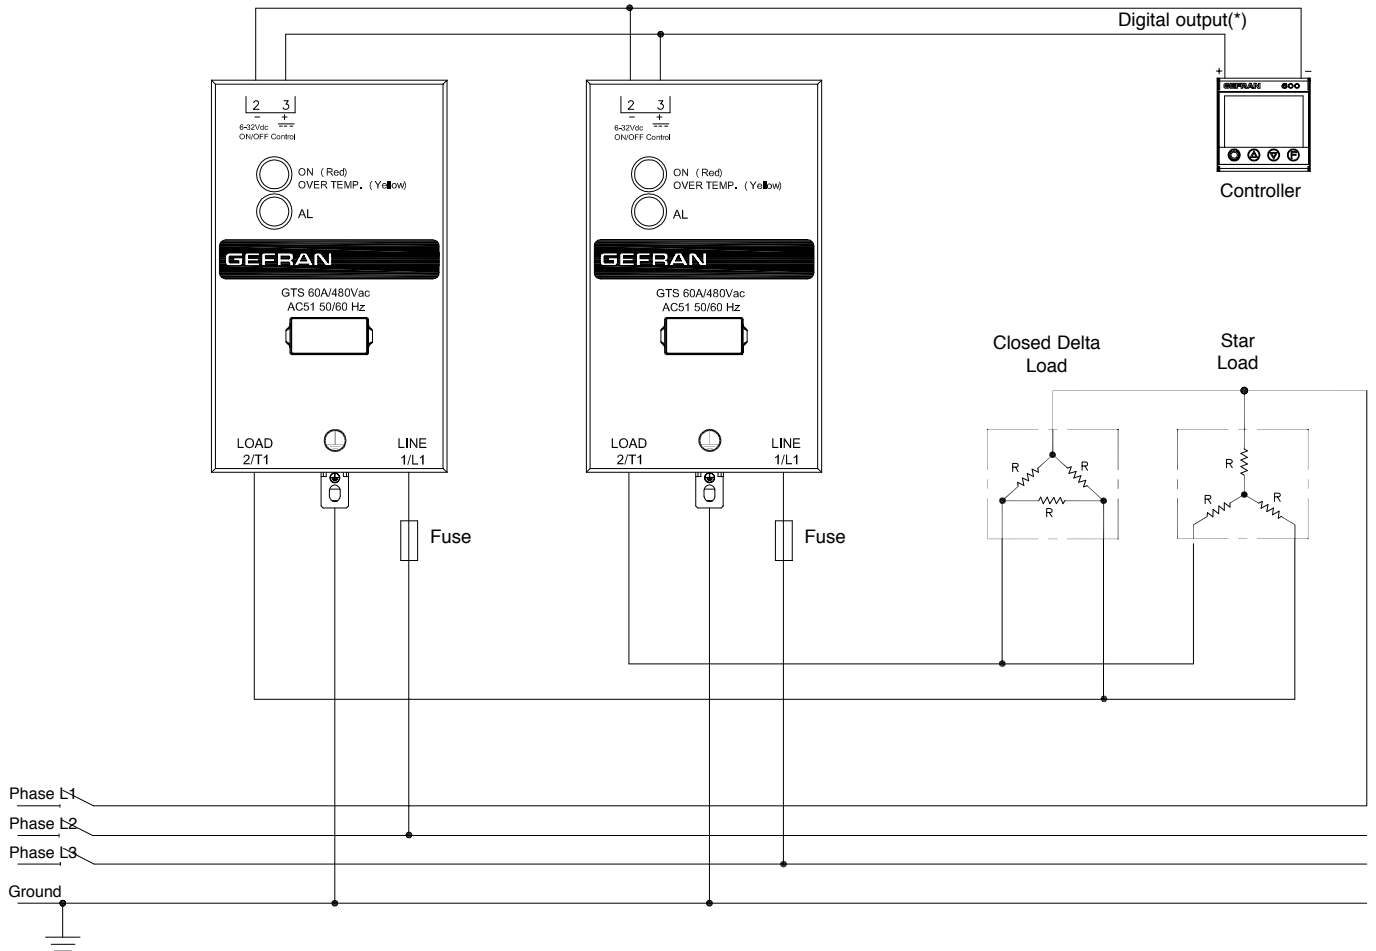 Digital output(*)
+ −
GEFRAN 600
F
Controller
2 3
− +
6-32Vdc
ON/OFF Control
ON (Red)
OVER TEMP. (Yellow)
AL
GEFRAN
GTS 60A/480Vac
AC51 50/60 Hz
LOAD
2/T1
LINE
1/L1
Fuse
2 3
− +
6-32Vdc
ON/OFF Control
ON (Red)
OVER TEMP. (Yellow)
AL
GEFRAN
GTS 60A/480Vac
AC51 50/60 Hz
LOAD
2/T1
LINE
1/L1
Fuse
Closed Delta
Load
R R
R
Star
Load
R
R R
Phase L1
Phase L2
Phase L3
Ground